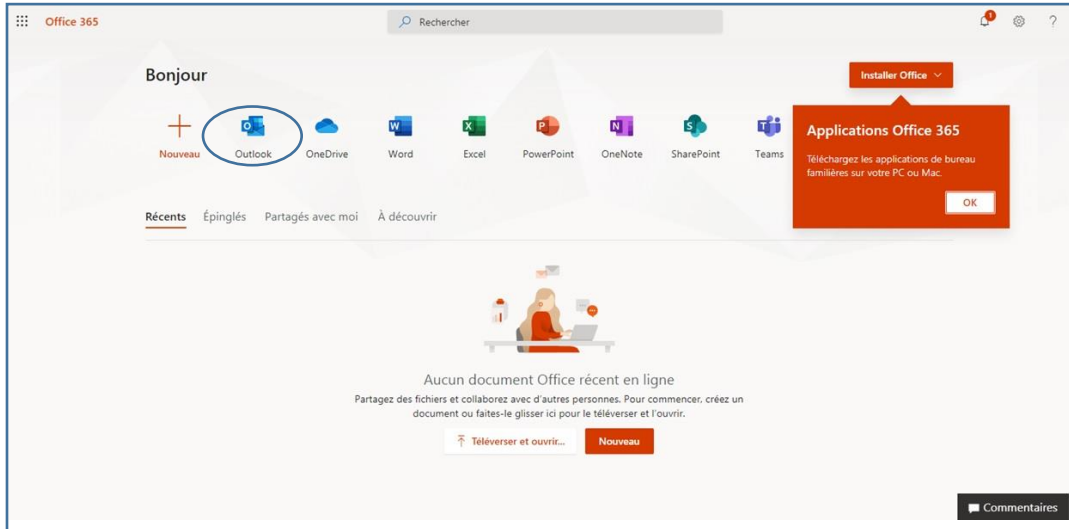 Office 365
Rechercher
1
?
Bonjour
Installer Office
Nouveau
Outlook
OneDrive
Word
Excel
PowerPoint
OneNote
SharePoint
Teams
Applications Office 365
Téléchargez les applications de bureau
familières sur votre PC ou Mac.
OK
Récents
Épinglés
Partagés avec moi
À découvrir
Aucun document Office récent en ligne
Partagez des fichiers et collaborez avec d'autres personnes. Pour commencer, créez un
document ou faites-le glisser ici pour le téléverser et l'ouvrir.
Téléverser et ouvrir...
Nouveau
Commentaires